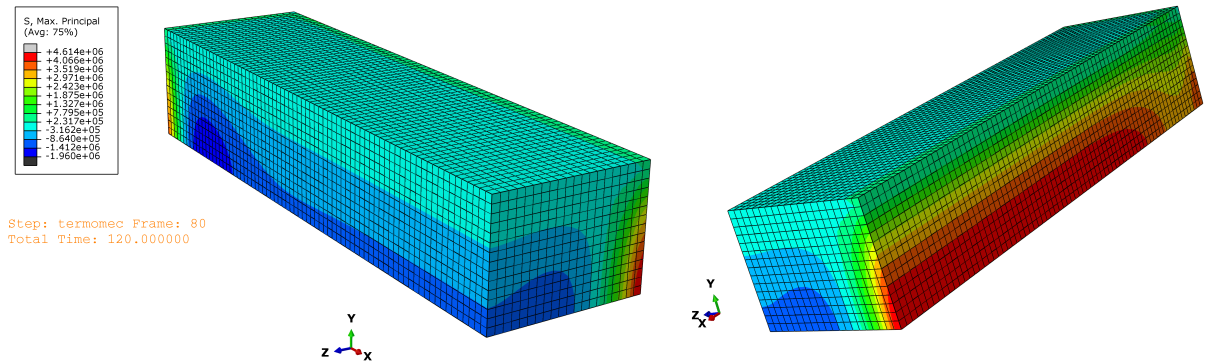 S, Max. Principal
(Avg: 75%)
+4.614e+06
+4.066e+06
+3.519e+06
+2.971e+06
+2.423e+06
+1.875e+06
+1.327e+06
+7.795e+05
+2.317e+05
-3.162e+05
-8.640e+05
-1.412e+06
-1.960e+06
Step: termomec Frame: 80
Total Time: 120.000000
Y
Z
X
Y
Z
X